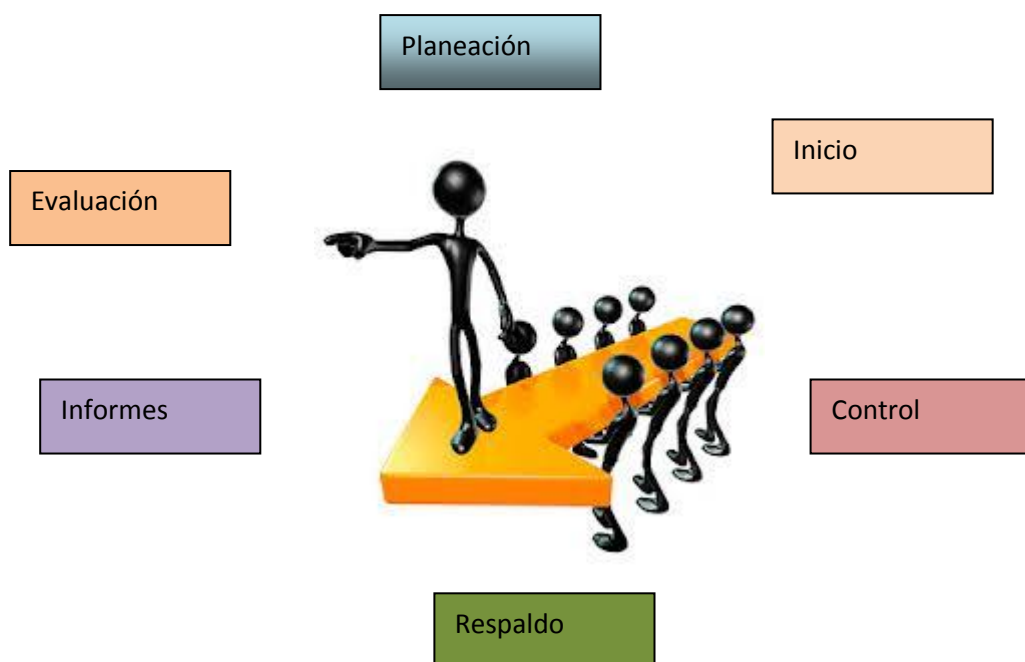 Planeación
Inicio
Evaluación
Informes
Control
Respaldo